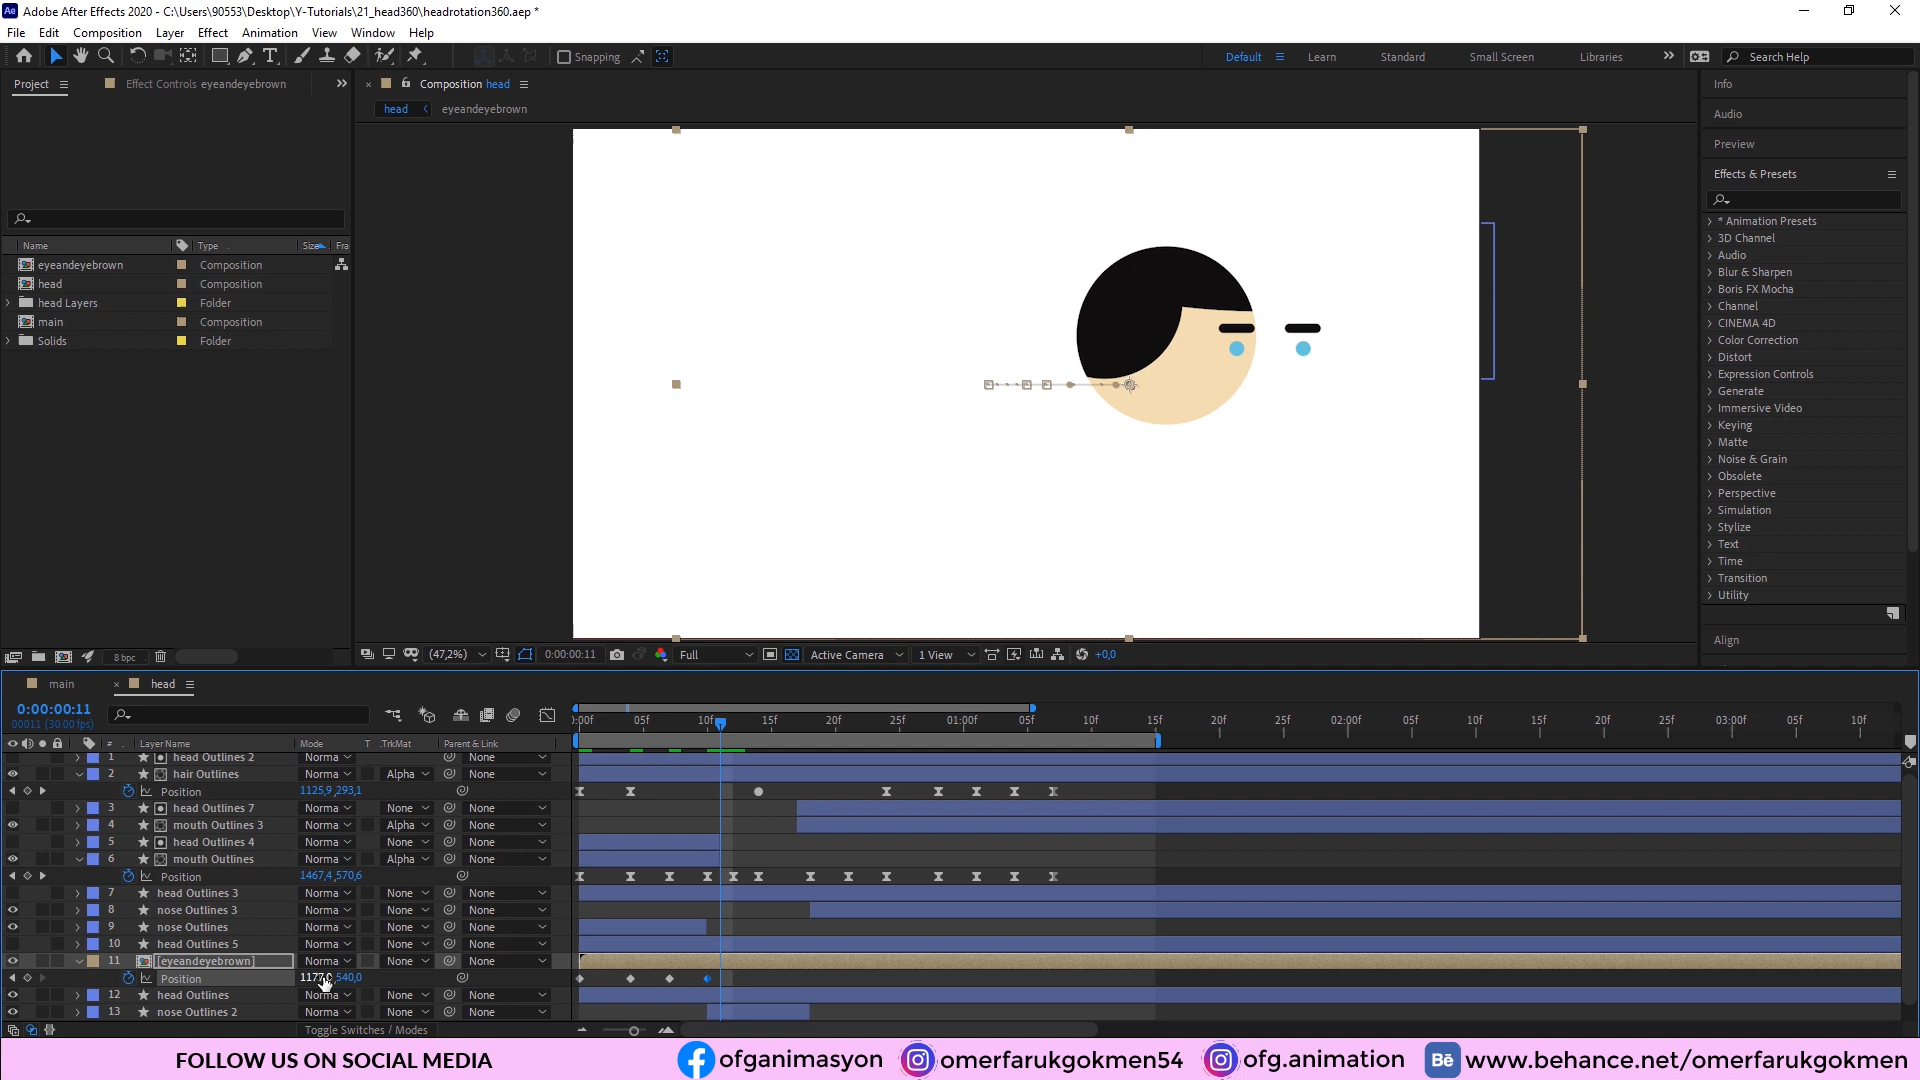 Adobe After Effects 2020 - C:\Users\90553\Desktop\Y-Tutorials\21_head360\headrotation360.aep *
File Edit Composition Layer Effect Animation View Window Help
Snapping
Default Learn Standard Small Screen Libraries Search Help
Project Effect Controls eyeandeyebrown
Composition head
head eyeandeyebrown
Name Type Size Fra
eyeandeyebrown Composition
head Composition
head Layers Folder
main Composition
Solids Folder
8 bpc
(47,2%) 0:00:00:11 Full Active Camera 1 View +0,0
Info
Audio
Preview
Effects & Presets
* Animation Presets
3D Channel
Audio
Blur & Sharpen
Boris FX Mocha
Channel
CINEMA 4D
Color Correction
Distort
Expression Controls
Generate
Immersive Video
Keying
Matte
Noise & Grain
Obsolete
Perspective
Simulation
Stylize
Text
Time
Transition
Utility
Align
main head
0:00:00:11
00011 (30.00 fps)
):00f 05f 10f 15f 20f 25f 01:00f 05f 10f 15f 20f 25f 02:00f 05f 10f 15f 20f 25f 03:00f 05f 10f
# Layer Name Mode T .TrkMat Parent & Link
1 head Outlines 2 Norma None
2 hair Outlines Norma Alpha None
Position 1125,9 ,293,1
3 head Outlines 7 Norma None None
4 mouth Outlines 3 Norma Alpha None
5 head Outlines 4 Norma None None
6 mouth Outlines Norma Alpha None
Position 1467,4 ,570,6
7 head Outlines 3 Norma None None
8 nose Outlines 3 Norma None None
9 nose Outlines Norma None None
10 head Outlines 5 Norma None None
11 [eyeandeyebrown] Norma None None
Position 1177,0 ,540,0
12 head Outlines Norma None None
13 nose Outlines 2 Norma None None
Toggle Switches / Modes
FOLLOW US ON SOCIAL MEDIA ofganimasyon omerfarukgokmen54 ofg.animation Bē www.behance.net/omerfarukgokmen